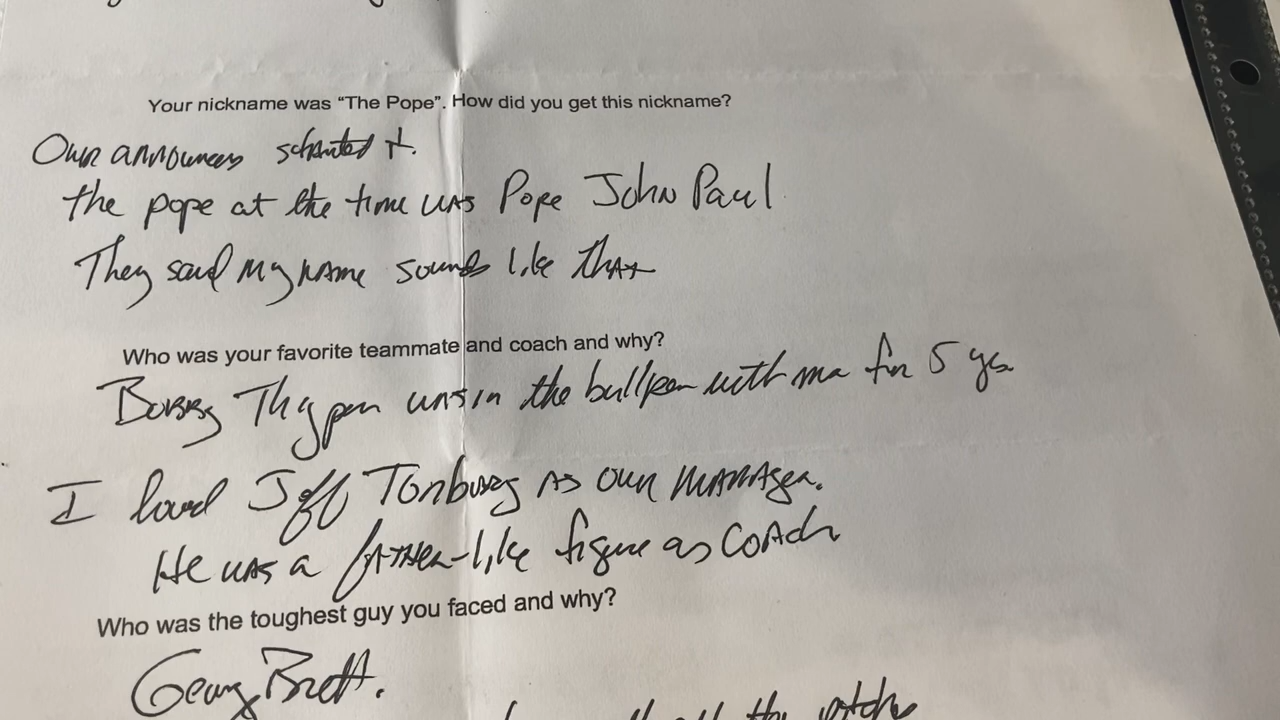 Your nickname was “The Pope”. How did you get this nickname?
Our announcers started it.
the pope at the time was Pope John Paul
They said my name sounds like that
Who was your favorite teammate and coach and why?
Bobby Thigpen was in the bullpen with me for 5 yrs
I loved Jeff Torborg as our manager.
He was a father-like figure as coach
Who was the toughest guy you faced and why?
George Brett.
the pitches